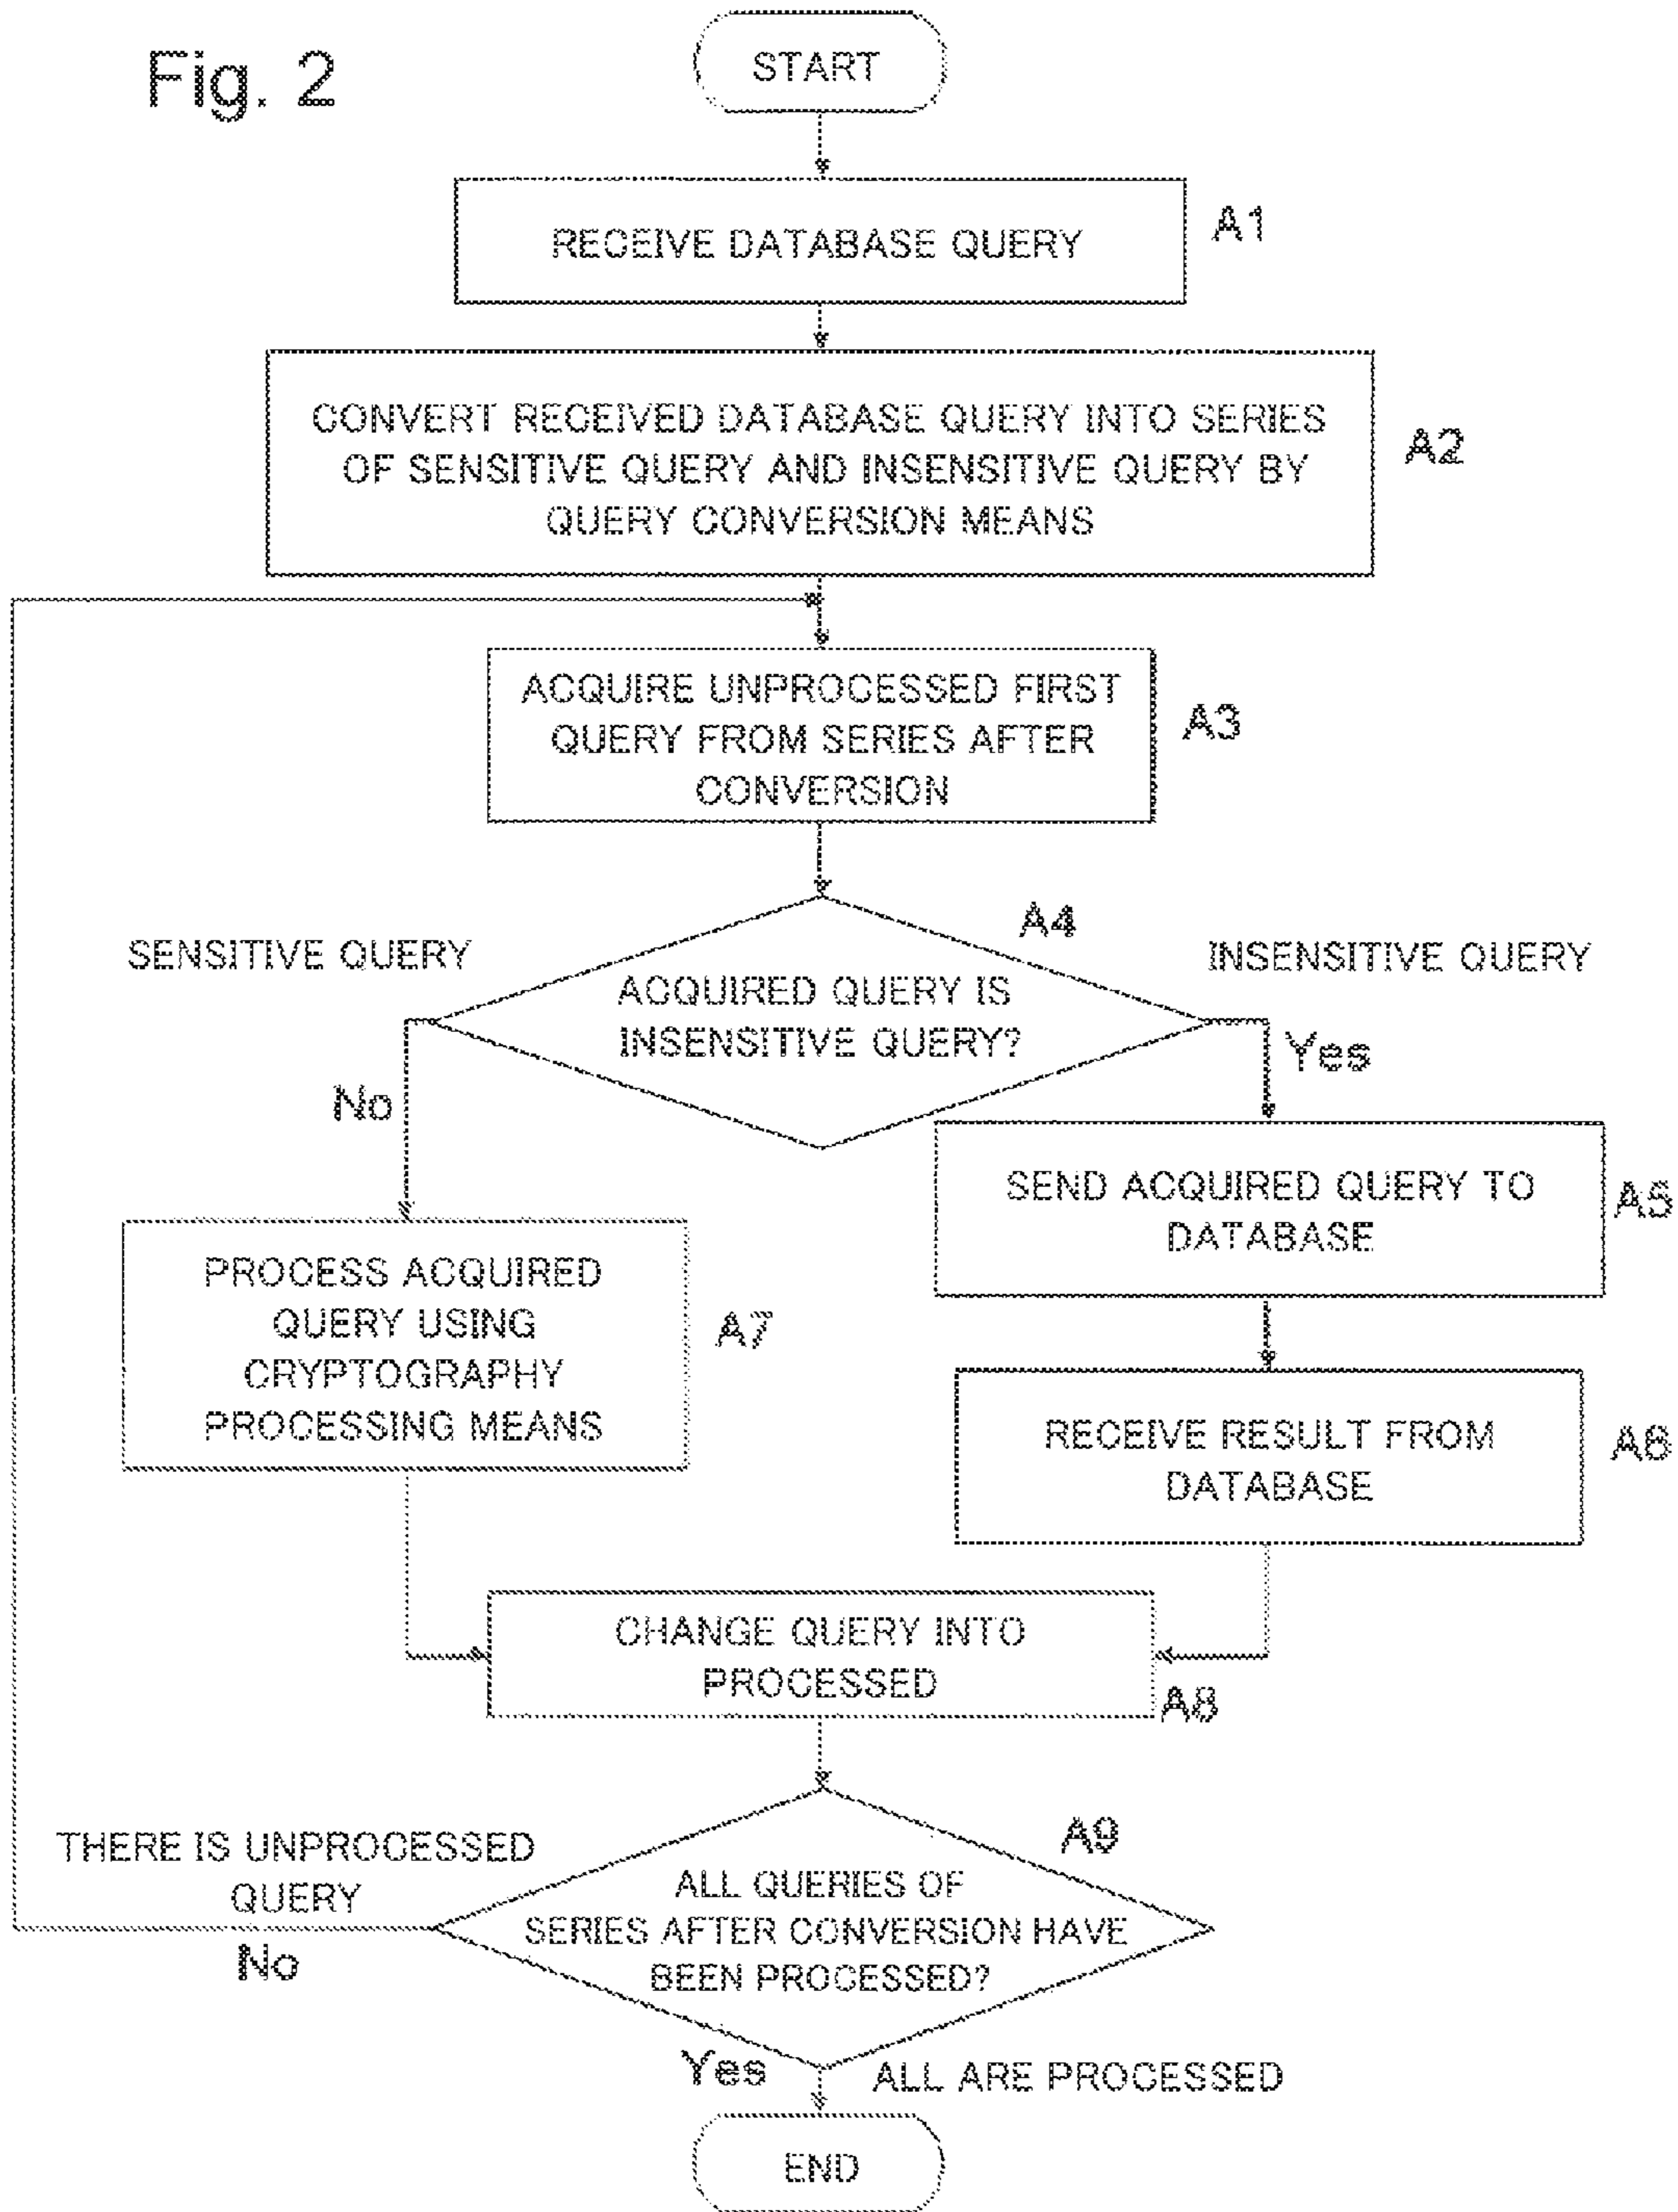 Fig. 2
START
RECEIVE DATABASE QUERY
A1
CONVERT RECEIVED DATABASE QUERY INTO SERIES
OF SENSITIVE QUERY AND INSENSITIVE QUERY BY
QUERY CONVERSION MEANS
A2
ACQUIRE UNPROCESSED FIRST
QUERY FROM SERIES AFTER
CONVERSION
A3
A4
SENSITIVE QUERY
INSENSITIVE QUERY
ACQUIRED QUERY IS
INSENSITIVE QUERY?
Yes
No
SEND ACQUIRED QUERY TO
DATABASE
A5
PROCESS ACQUIRED
QUERY USING
CRYPTOGRAPHY
PROCESSING MEANS
A7
RECEIVE RESULT FROM
DATABASE
A6
CHANGE QUERY INTO
PROCESSED
A8
A9
THERE IS UNPROCESSED
QUERY
No
ALL QUERIES OF
SERIES AFTER CONVERSION HAVE
BEEN PROCESSED?
Yes
ALL ARE PROCESSED
END